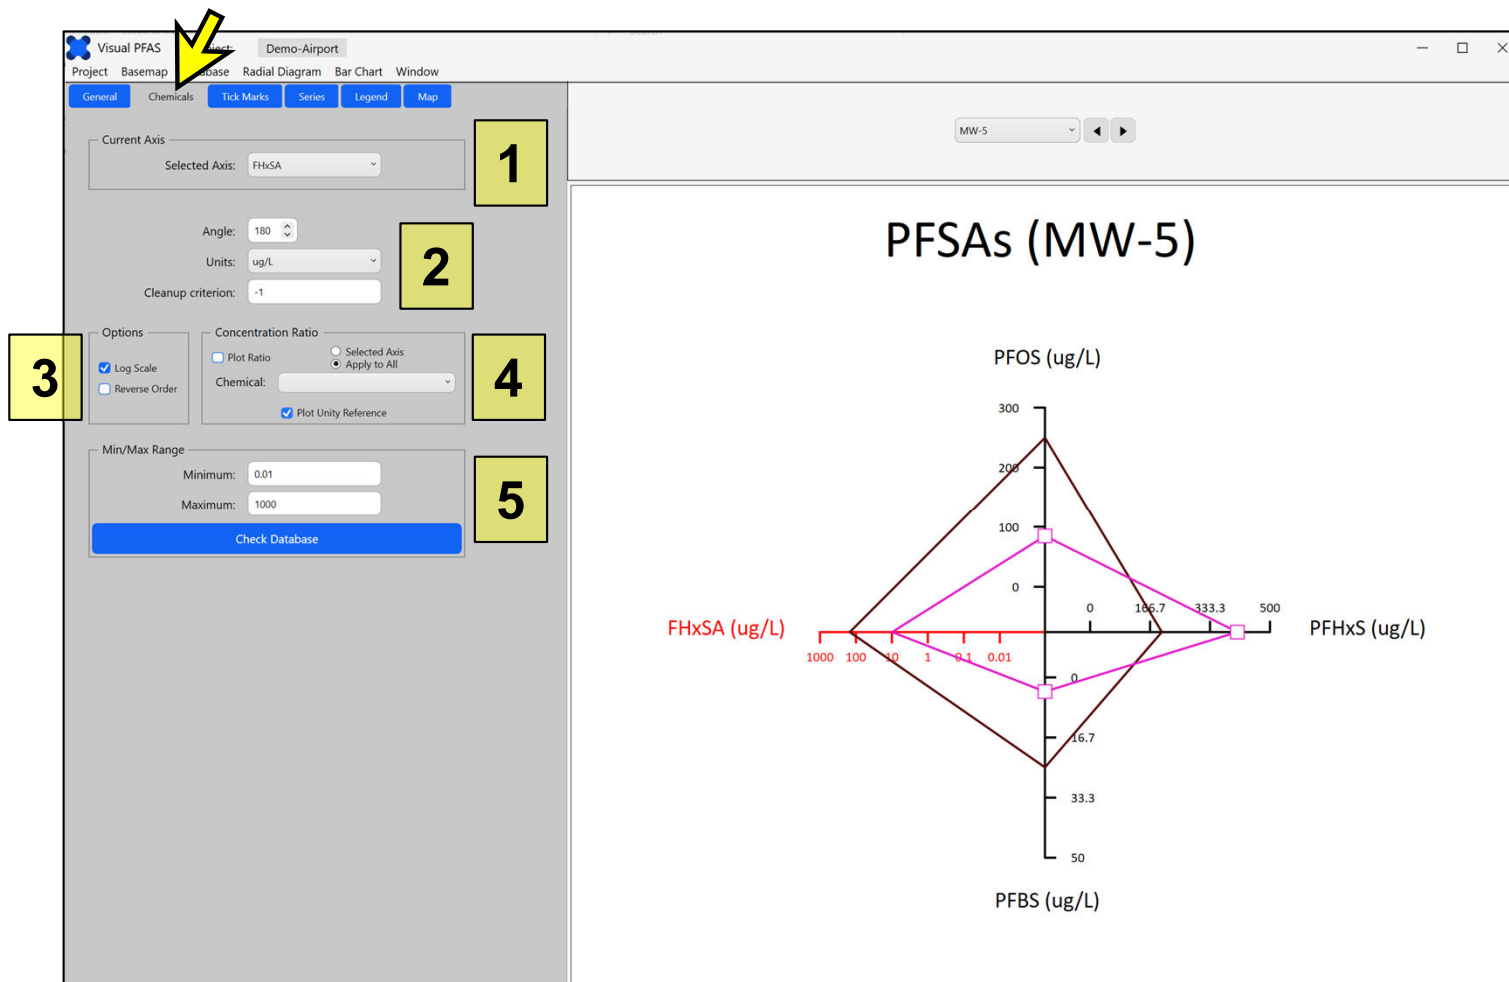 Visual PFAS
Demo-Airport
Project Basemap Radial Diagram Bar Chart Window
General Chemicals Tick Marks Series Legend Map
Current Axis
Selected Axis: FHxSA
1
MW-5
Angle: 180
Units: ug/L
Cleanup criterion: -1
2
Options
Log Scale
Reverse Order
3
Concentration Ratio
Plot Ratio
Selected Axis
Apply to All
Chemical:
Plot Unity Reference
4
Min/Max Range
Minimum: 0.01
Maximum: 1000
Check Database
5
PFSAs (MW-5)
PFOS (ug/L)
300
200
100
0
0 166.7 333.3 500
FHxSA (ug/L)
PFHxS (ug/L)
1000 100 10 1 0.1 0.01
0
16.7
33.3
50
PFBS (ug/L)